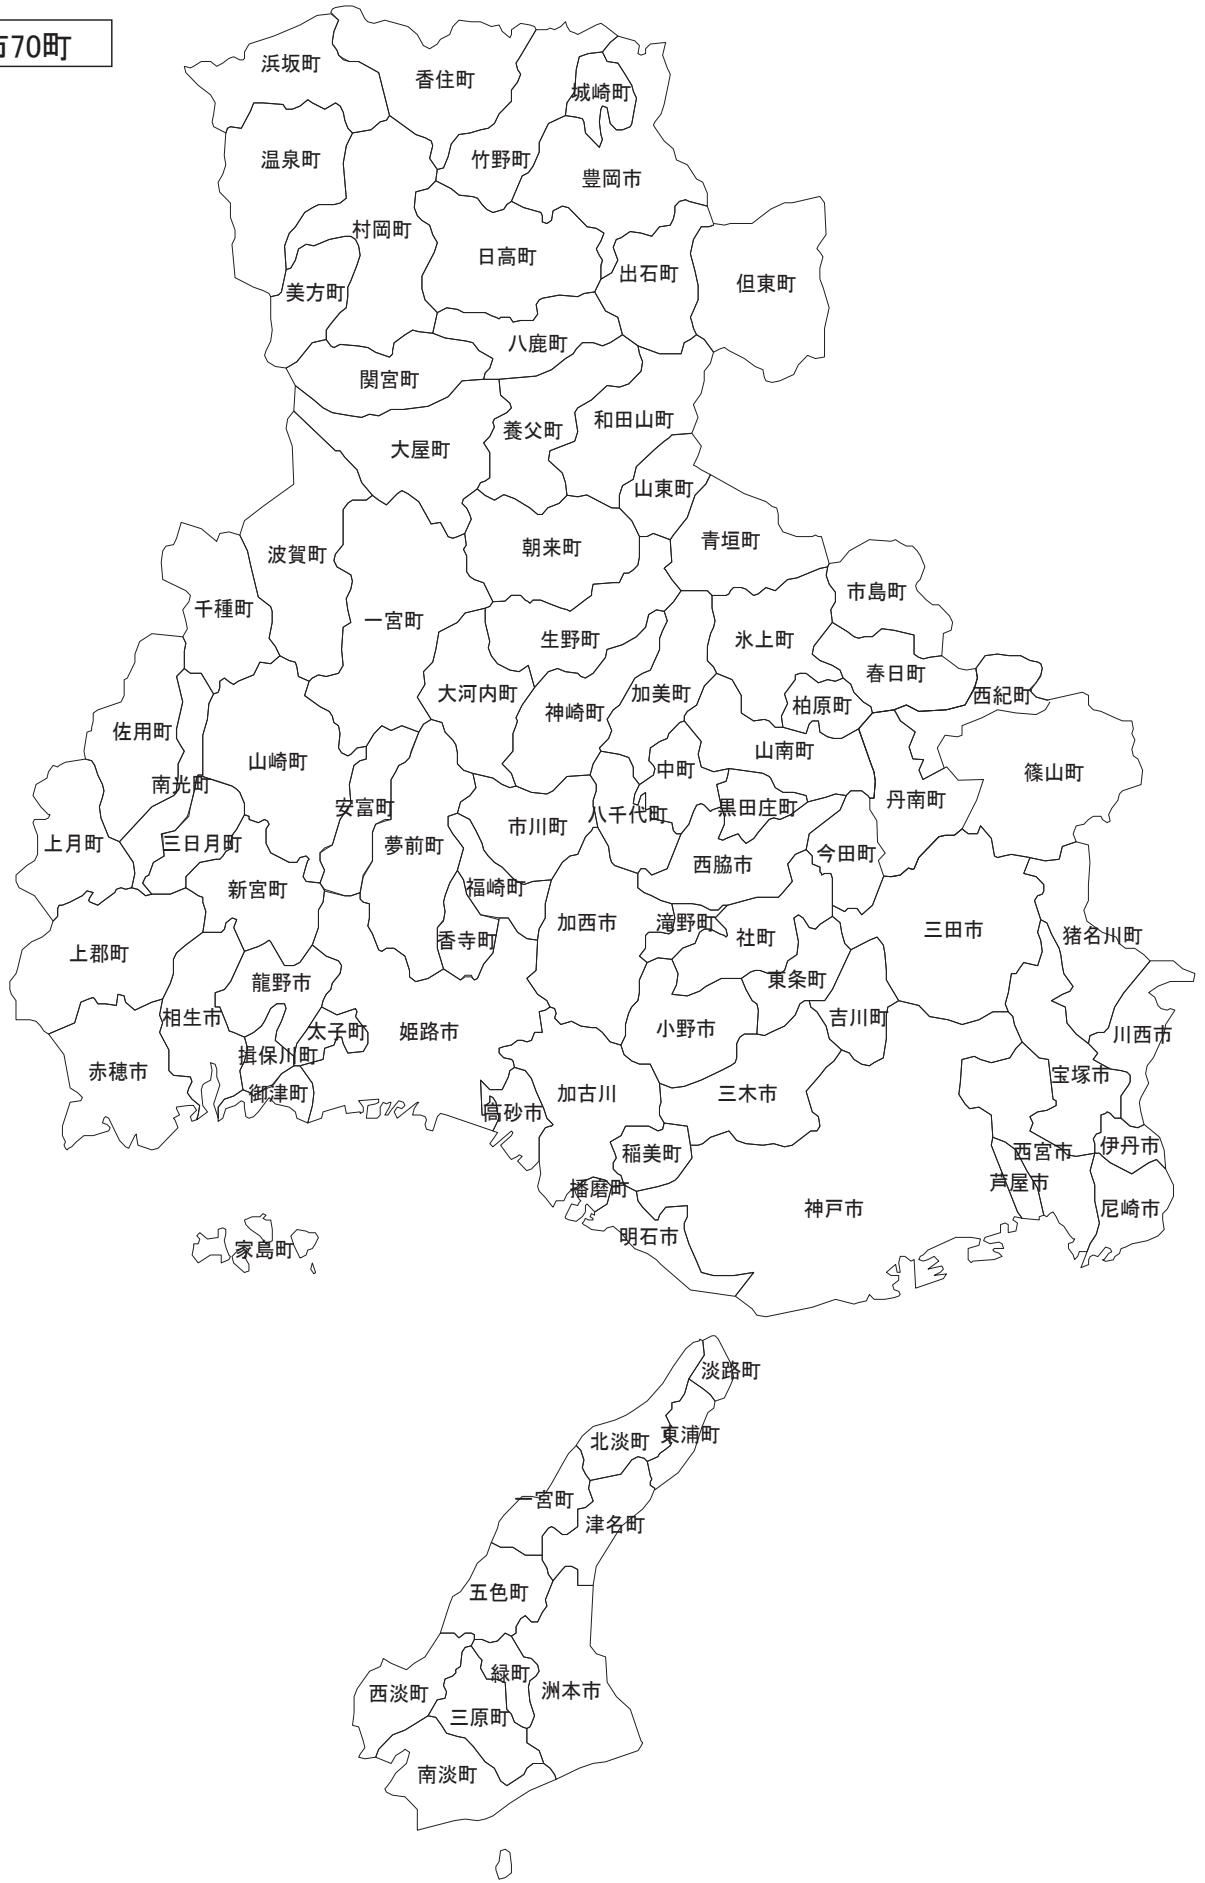 市70町
浜坂町
香住町
城崎町
温泉町
竹野町
豊岡市
村岡町
日高町
出石町
但東町
美方町
八鹿町
関宮町
和田山町
養父町
大屋町
山東町
青垣町
朝来町
波賀町
市島町
千種町
一宮町
生野町
氷上町
春日町
大河内町
加美町
西紀町
柏原町
神崎町
佐用町
山南町
山崎町
中町
篠山町
南光町
丹南町
安富町
黒田庄町
八千代町
市川町
上月町
三日月町
夢前町
今田町
西脇市
新宮町
福崎町
加西市
滝野町
三田市
社町
猪名川町
香寺町
上郡町
東条町
龍野市
相生市
吉川町
小野市
太子町
姫路市
川西市
揖保川町
赤穂市
宝塚市
御津町
加古川
三木市
高砂市
伊丹市
稲美町
西宮市
芦屋市
播磨町
神戸市
尼崎市
明石市
家島町
淡路町
東浦町
北淡町
一宮町
津名町
五色町
緑町
洲本市
西淡町
三原町
南淡町